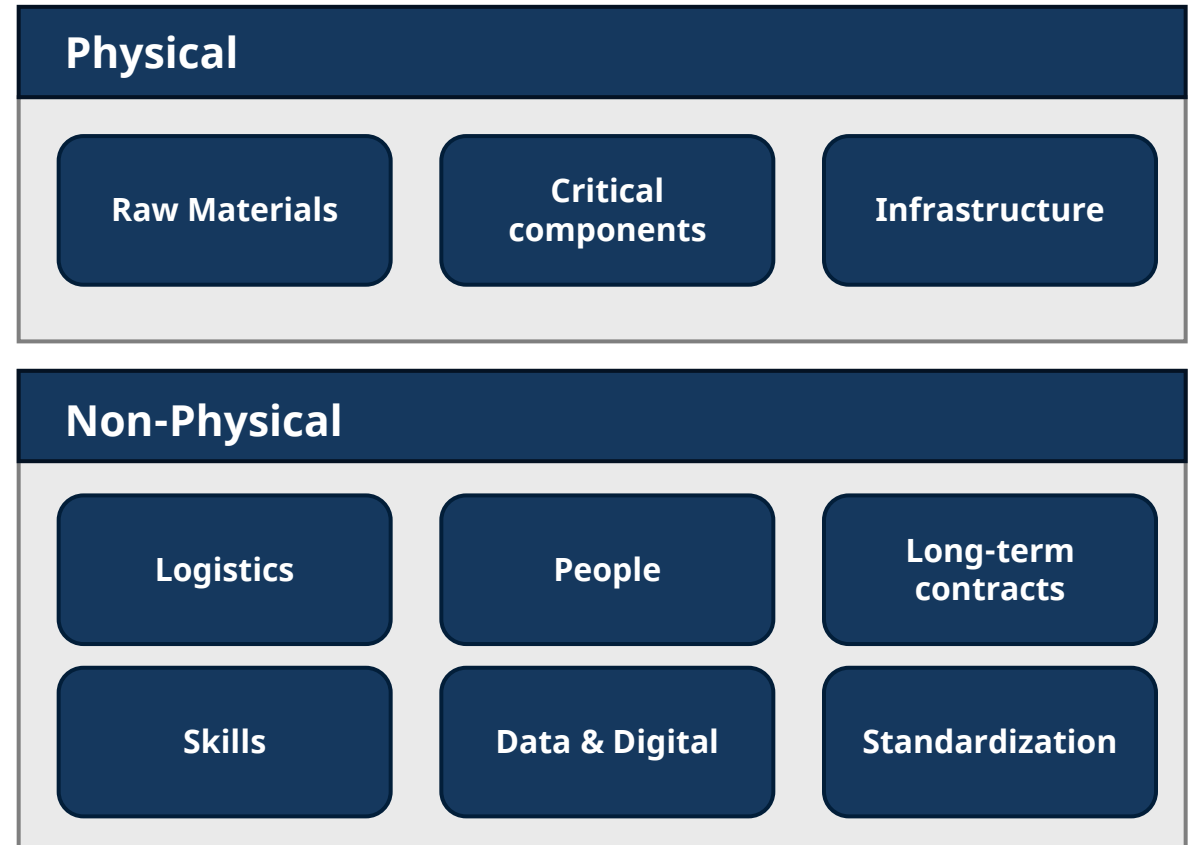 Physical
Raw Materials
Critical
components
Infrastructure
Non-Physical
Logistics
People
Long-term
contracts
Skills
Data & Digital
Standardization